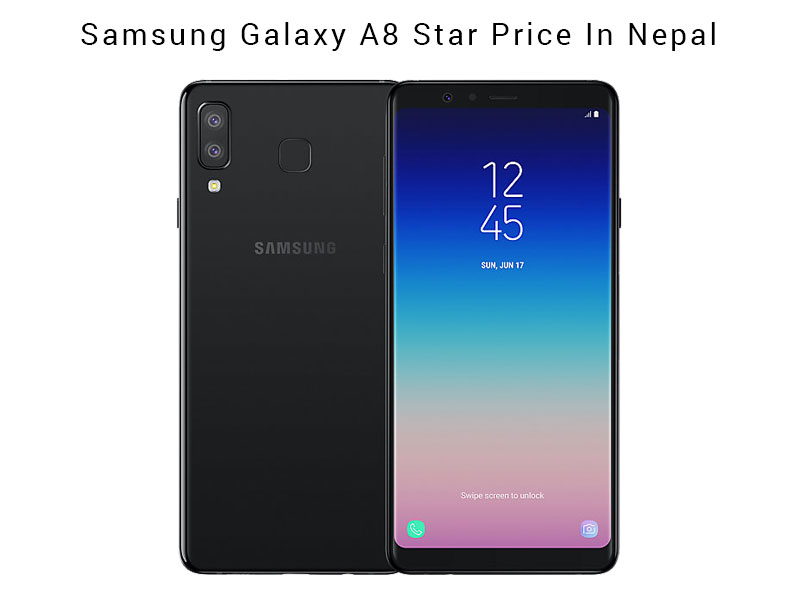 Samsung Galaxy A8 Star Price In Nepal
SAMSUNG
12
45
SUN, JUN 17
Swipe screen to unlock